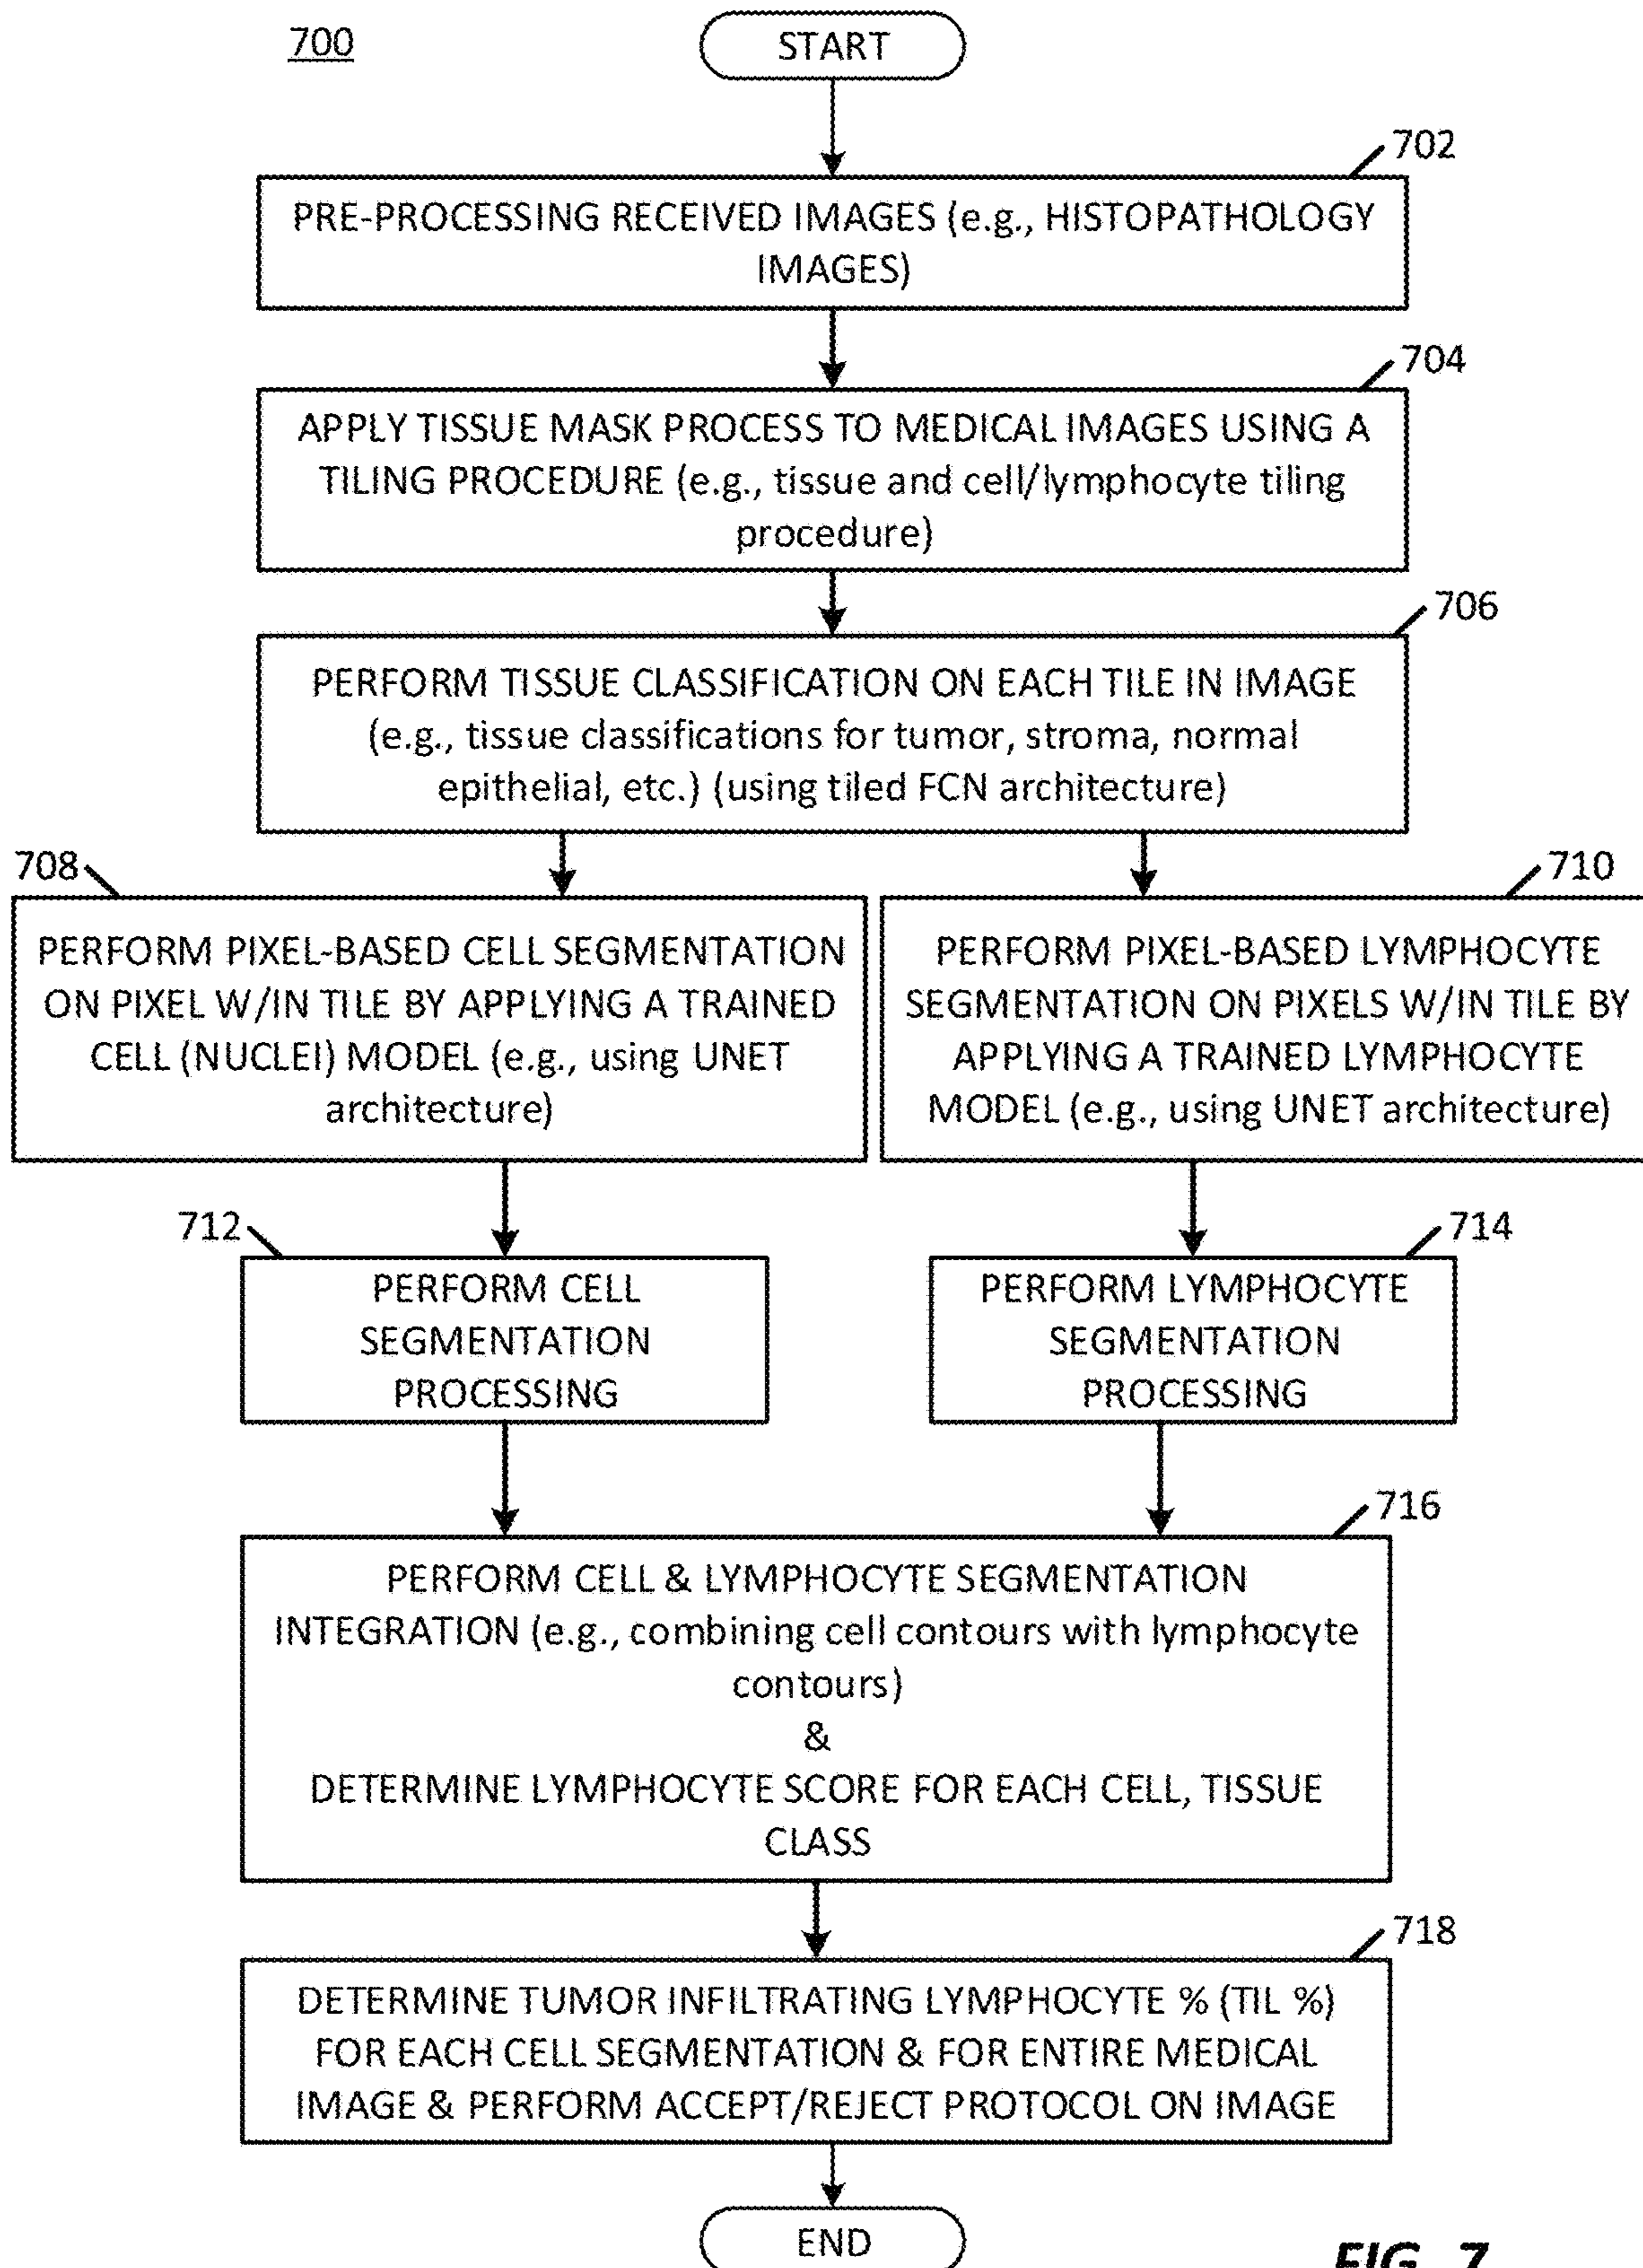 700
START
702
PRE-PROCESSING RECEIVED IMAGES (e.g., HISTOPATHOLOGY
IMAGES)
704
APPLY TISSUE MASK PROCESS TO MEDICAL IMAGES USING A
TILING PROCEDURE (e.g., tissue and cell/lymphocyte tiling
procedure)
706
PERFORM TISSUE CLASSIFICATION ON EACH TILE IN IMAGE
(e.g., tissue classifications for tumor, stroma, normal
epithelial, etc.) (using tiled FCN architecture)
708
PERFORM PIXEL-BASED CELL SEGMENTATION
ON PIXEL W/IN TILE BY APPLYING A TRAINED
CELL (NUCLEI) MODEL (e.g., using UNET
architecture)
710
PERFORM PIXEL-BASED LYMPHOCYTE
SEGMENTATION ON PIXELS W/IN TILE BY
APPLYING A TRAINED LYMPHOCYTE
MODEL (e.g., using UNET architecture)
712
PERFORM CELL
SEGMENTATION
PROCESSING
714
PERFORM LYMPHOCYTE
SEGMENTATION
PROCESSING
716
PERFORM CELL & LYMPHOCYTE SEGMENTATION
INTEGRATION (e.g., combining cell contours with lymphocyte
contours)
&
DETERMINE LYMPHOCYTE SCORE FOR EACH CELL, TISSUE
CLASS
718
DETERMINE TUMOR INFILTRATING LYMPHOCYTE % (TIL %)
FOR EACH CELL SEGMENTATION & FOR ENTIRE MEDICAL
IMAGE & PERFORM ACCEPT/REJECT PROTOCOL ON IMAGE
END
FIG. 7